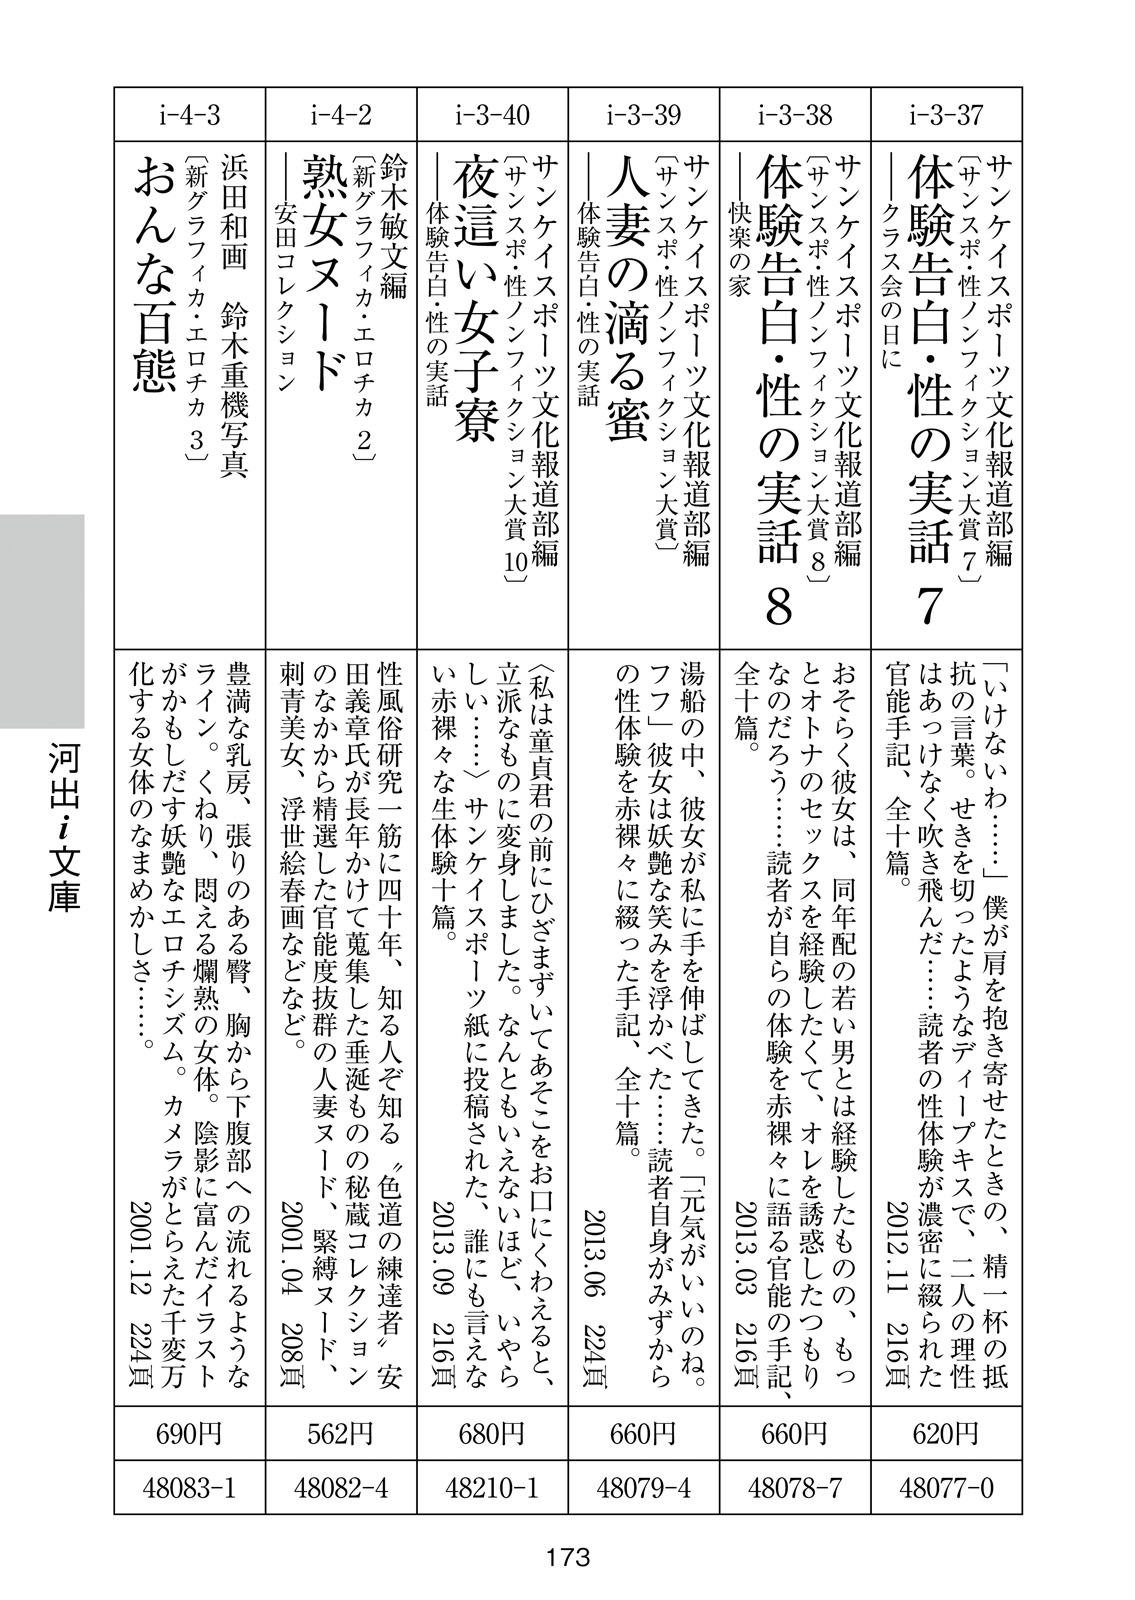 i-3-37
サンケイスポーツ文化報道部編
〔サンスポ・性ノンフィクション大賞 7〕
体験告白・性の実話 7
――クラス会の日に
「いけないわ……」僕が肩を抱き寄せたときの、精一杯の抵
抗の言葉。せきを切ったようなディープキスで、二人の理性
はあっけなく吹き飛んだ……読者の性体験が濃密に綴られた
官能手記、全十篇。
2012.11 216頁
620円
48077-0
i-3-38
サンケイスポーツ文化報道部編
〔サンスポ・性ノンフィクション大賞 8〕
体験告白・性の実話 8
――快楽の家
おそらく彼女は、同年配の若い男とは経験したものの、もっ
とオトナのセックスを経験したくて、オレを誘惑したつもり
なのだろう……読者が自らの体験を赤裸々に語る官能の手記、
全十篇。
2013.03 216頁
660円
48078-7
i-3-39
サンケイスポーツ文化報道部編
〔サンスポ・性ノンフィクション大賞〕
人妻の滴る蜜
――体験告白・性の実話
湯船の中、彼女が私に手を伸ばしてきた。「元気がいいのね。
フフ」彼女は妖艶な笑みを浮かべた……読者自身がみずから
の性体験を赤裸々に綴った手記、全十篇。
2013.06 224頁
660円
48079-4
i-3-40
サンケイスポーツ文化報道部編
〔サンスポ・性ノンフィクション大賞 10〕
夜這い女子寮
――体験告白・性の実話
〈私は童貞君の前にひざまずいてあそこをお口にくわえると、
立派なものに変身しました。なんともいえないほど、いやら
しい……〉サンケイスポーツ紙に投稿された、誰にも言えな
い赤裸々な生体験十篇。
2013.09 216頁
680円
48210-1
i-4-2
鈴木敏文編
〔新グラフィカ・エロチカ 2〕
熟女ヌード
――安田コレクション
性風俗研究一筋に四十年、知る人ぞ知る〝色道の練達者〟安
田義章氏が長年かけて蒐集した垂涎ものの秘蔵コレクション
のなかから精選した官能度抜群の人妻ヌード、緊縛ヌード、
刺青美女、浮世絵春画などなど。
2001.04 208頁
562円
48082-4
i-4-3
浜田和画 鈴木重機写真
〔新グラフィカ・エロチカ 3〕
おんな百態
豊満な乳房、張りのある臀、胸から下腹部への流れるような
ライン。くねり、悶える爛熟の女体。陰影に富んだイラスト
がかもしだす妖艶なエロチシズム。カメラがとらえた千変万
化する女体のなまめかしさ……。
2001.12 224頁
690円
48083-1
河出i文庫
173